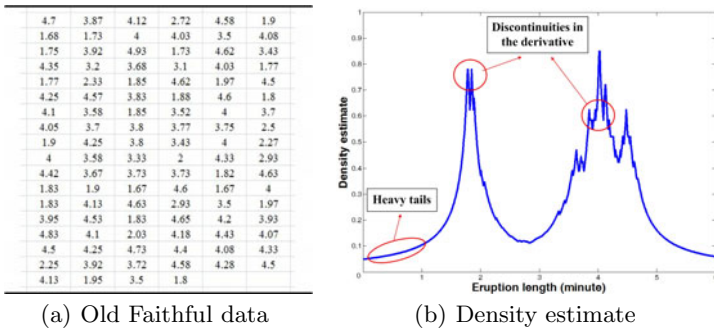 4.7 3.87 4.12 2.72 4.58 1.9
1.68 1.73 4 4.03 3.5 4.08
1.75 3.92 4.93 1.73 4.62 3.43
4.35 3.2 3.68 3.1 4.03 1.77
1.77 2.33 1.85 4.62 1.97 4.5
4.25 4.57 3.83 1.88 4.6 1.8
4.1 3.58 1.85 3.52 4 3.7
4.05 3.7 3.8 3.77 3.75 2.5
1.9 4.25 3.8 3.43 4 2.27
4 3.58 3.33 2 4.33 2.93
4.42 3.67 3.73 3.73 1.82 4.63
1.83 1.9 1.67 4.6 1.67 4
1.83 4.13 4.63 2.93 3.5 1.97
3.95 4.53 1.83 4.65 4.2 3.93
4.83 4.1 2.03 4.18 4.43 4.07
4.5 4.25 4.73 4.4 4.08 4.33
2.25 3.92 3.72 4.58 4.28 4.5
4.13 1.95 3.5 1.8
(a) Old Faithful data
Density estimate
1
0.9
0.8
0.7
0.6
0.5
0.4
0.3
0.2
0.1
0
Discontinuities in
the derivative
Heavy tails
1 2 3 4 5 6
Eruption length (minute)
(b) Density estimate